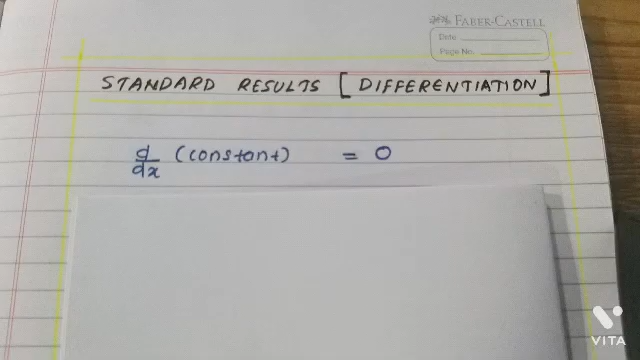 FABER-CASTELL
Date
Page No.
STANDARD RESULTS [DIFFERENTIATION]
d/dx (constant) = 0
VITA